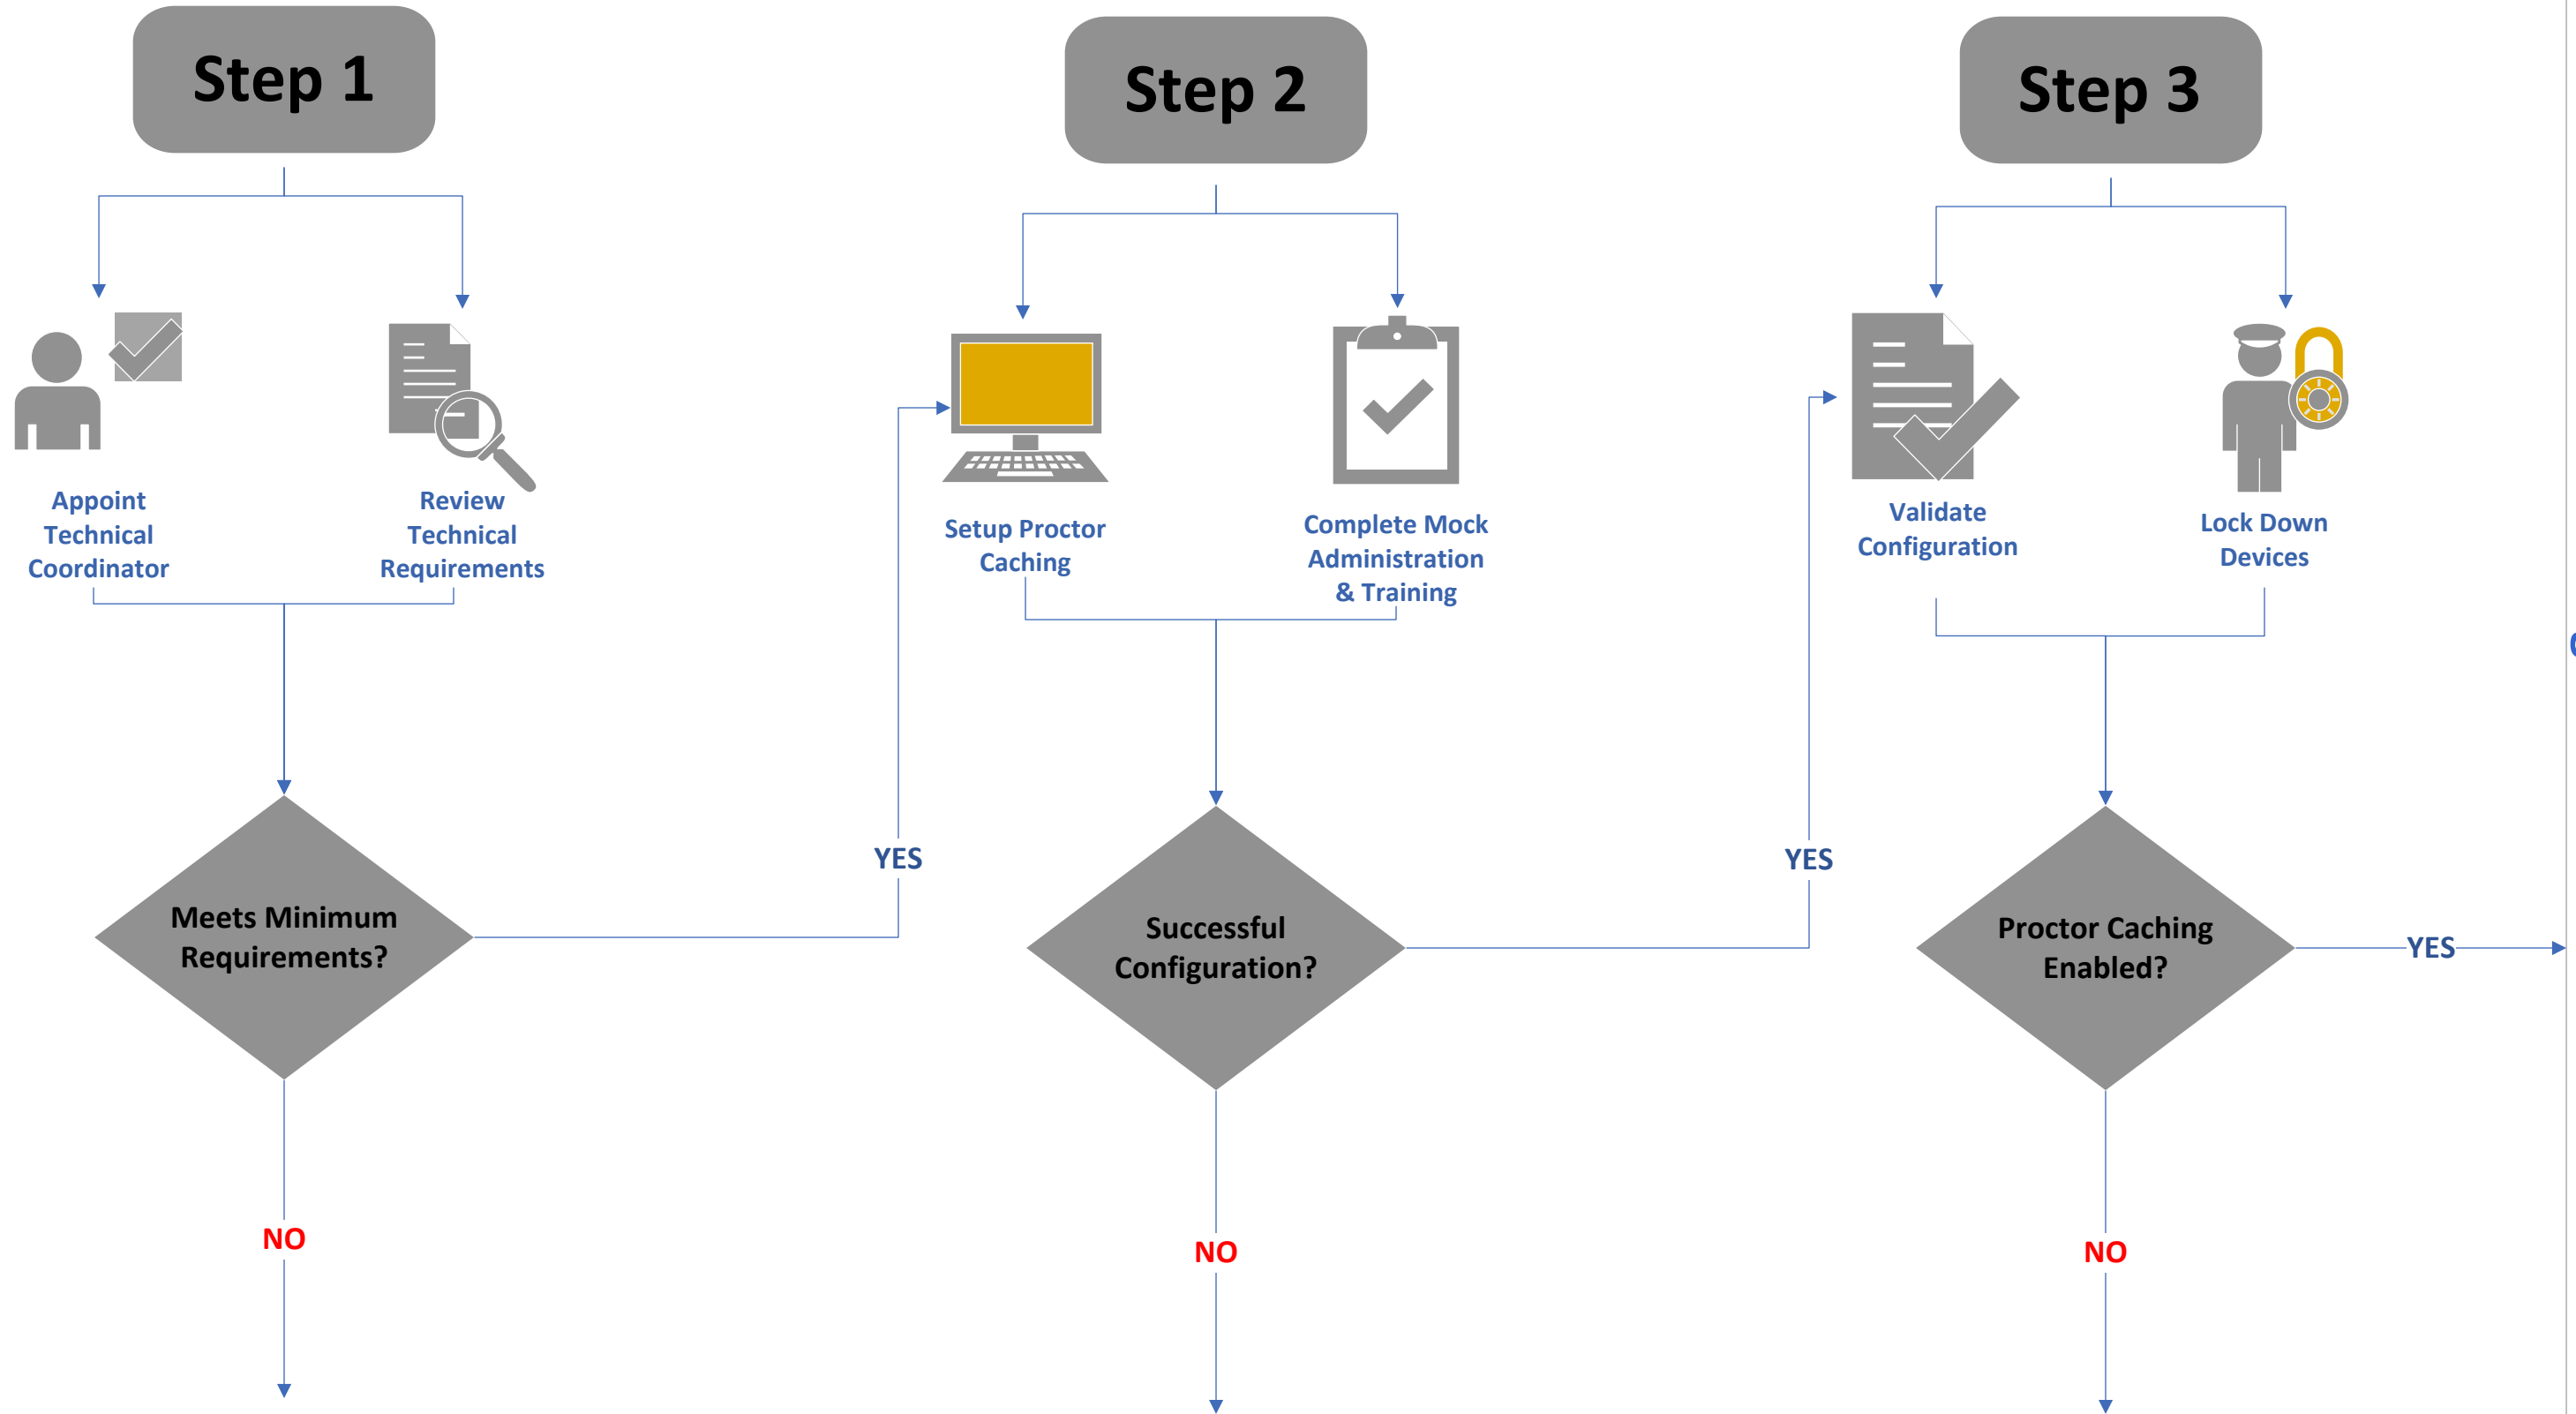 Step 1
Step 2
Step 3
Appoint
Technical
Coordinator
Review
Technical
Requirements
Setup Proctor
Caching
Complete Mock
Administration
& Training
Validate
Configuration
Lock Down
Devices
YES
YES
Meets Minimum
Requirements?
Successful
Configuration?
Proctor Caching
Enabled?
YES
NO
NO
NO